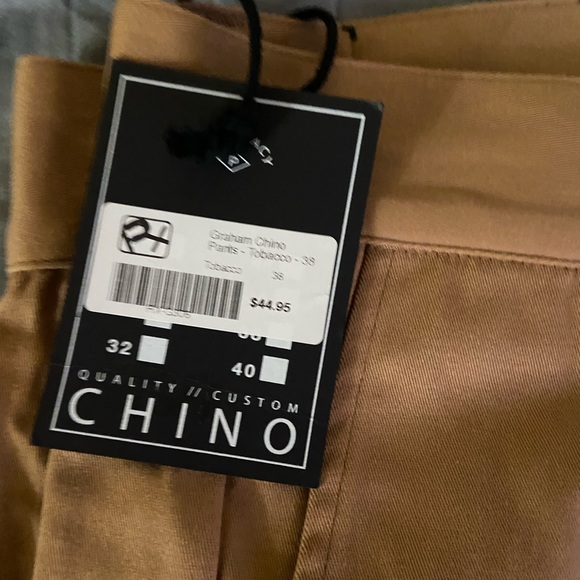 Graham Chino
Pants - Tobacco - 38
Tobacco 38
$44.95
32
40
QUALITY // CUSTOM
CHINO